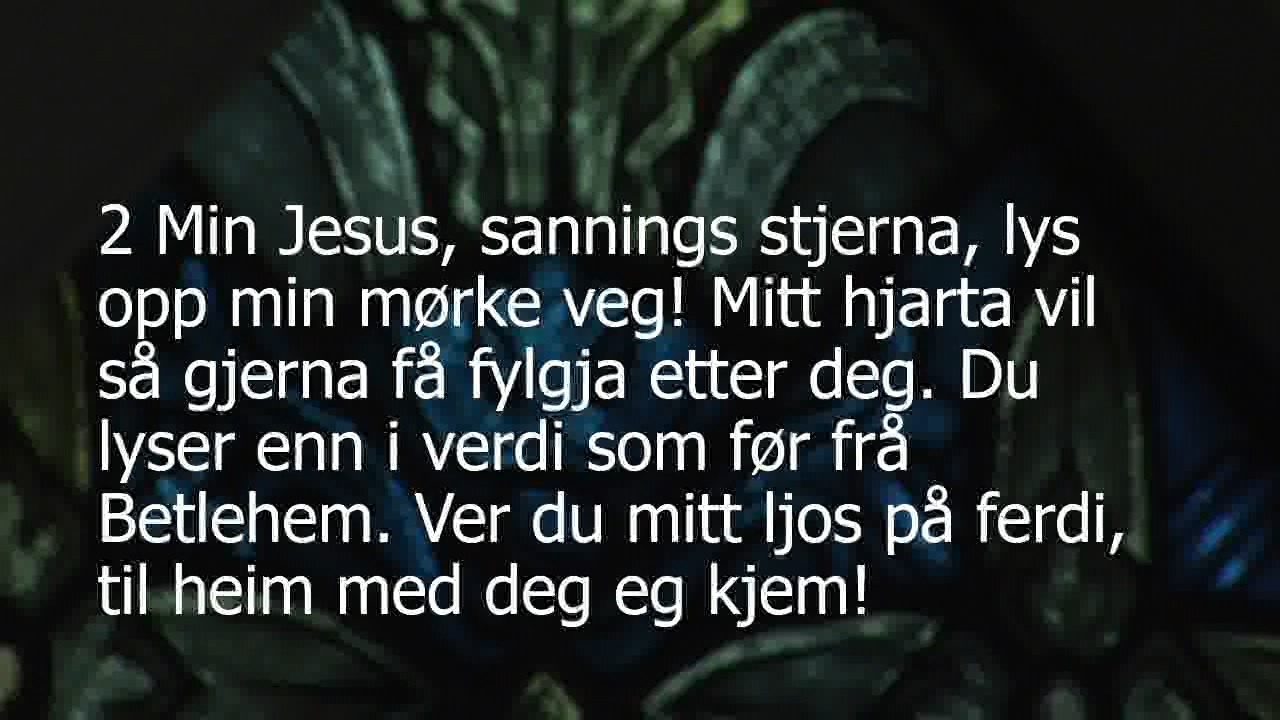 2 Min Jesus, sannings stjerna, lys
opp min mørke veg! Mitt hjarta vil
så gjerna få fylgja etter deg. Du
lyser enn i verdi som før frå
Betlehem. Ver du mitt ljos på ferdi,
til heim med deg eg kjem!